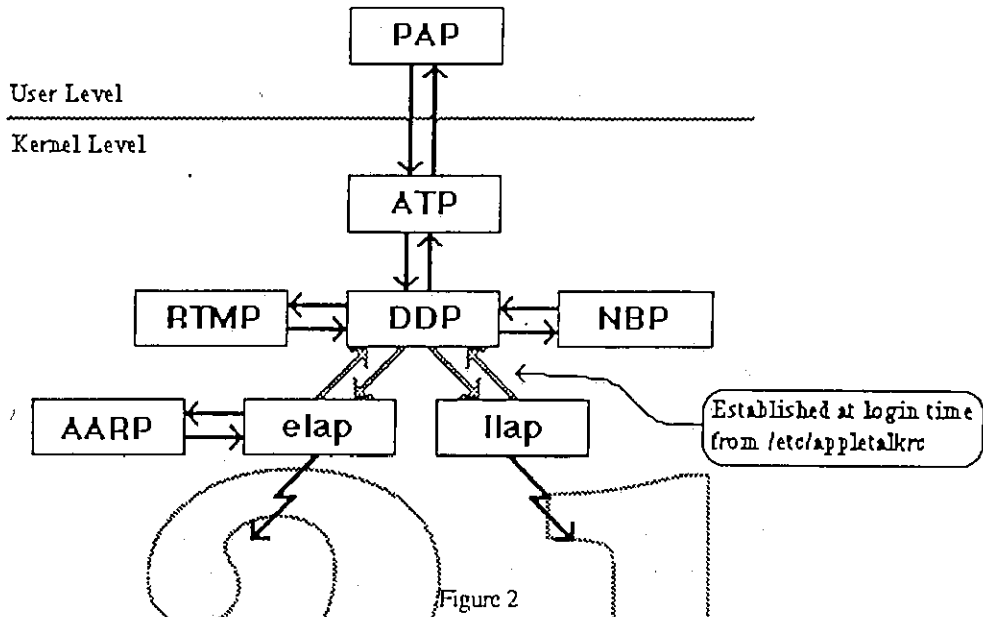 PAP
User Level
Kernel Level
ATP
RTMP
DDP
NBP
AARP
elap
llap
Established at login time
from /etc/appletalkrc
Figure 2